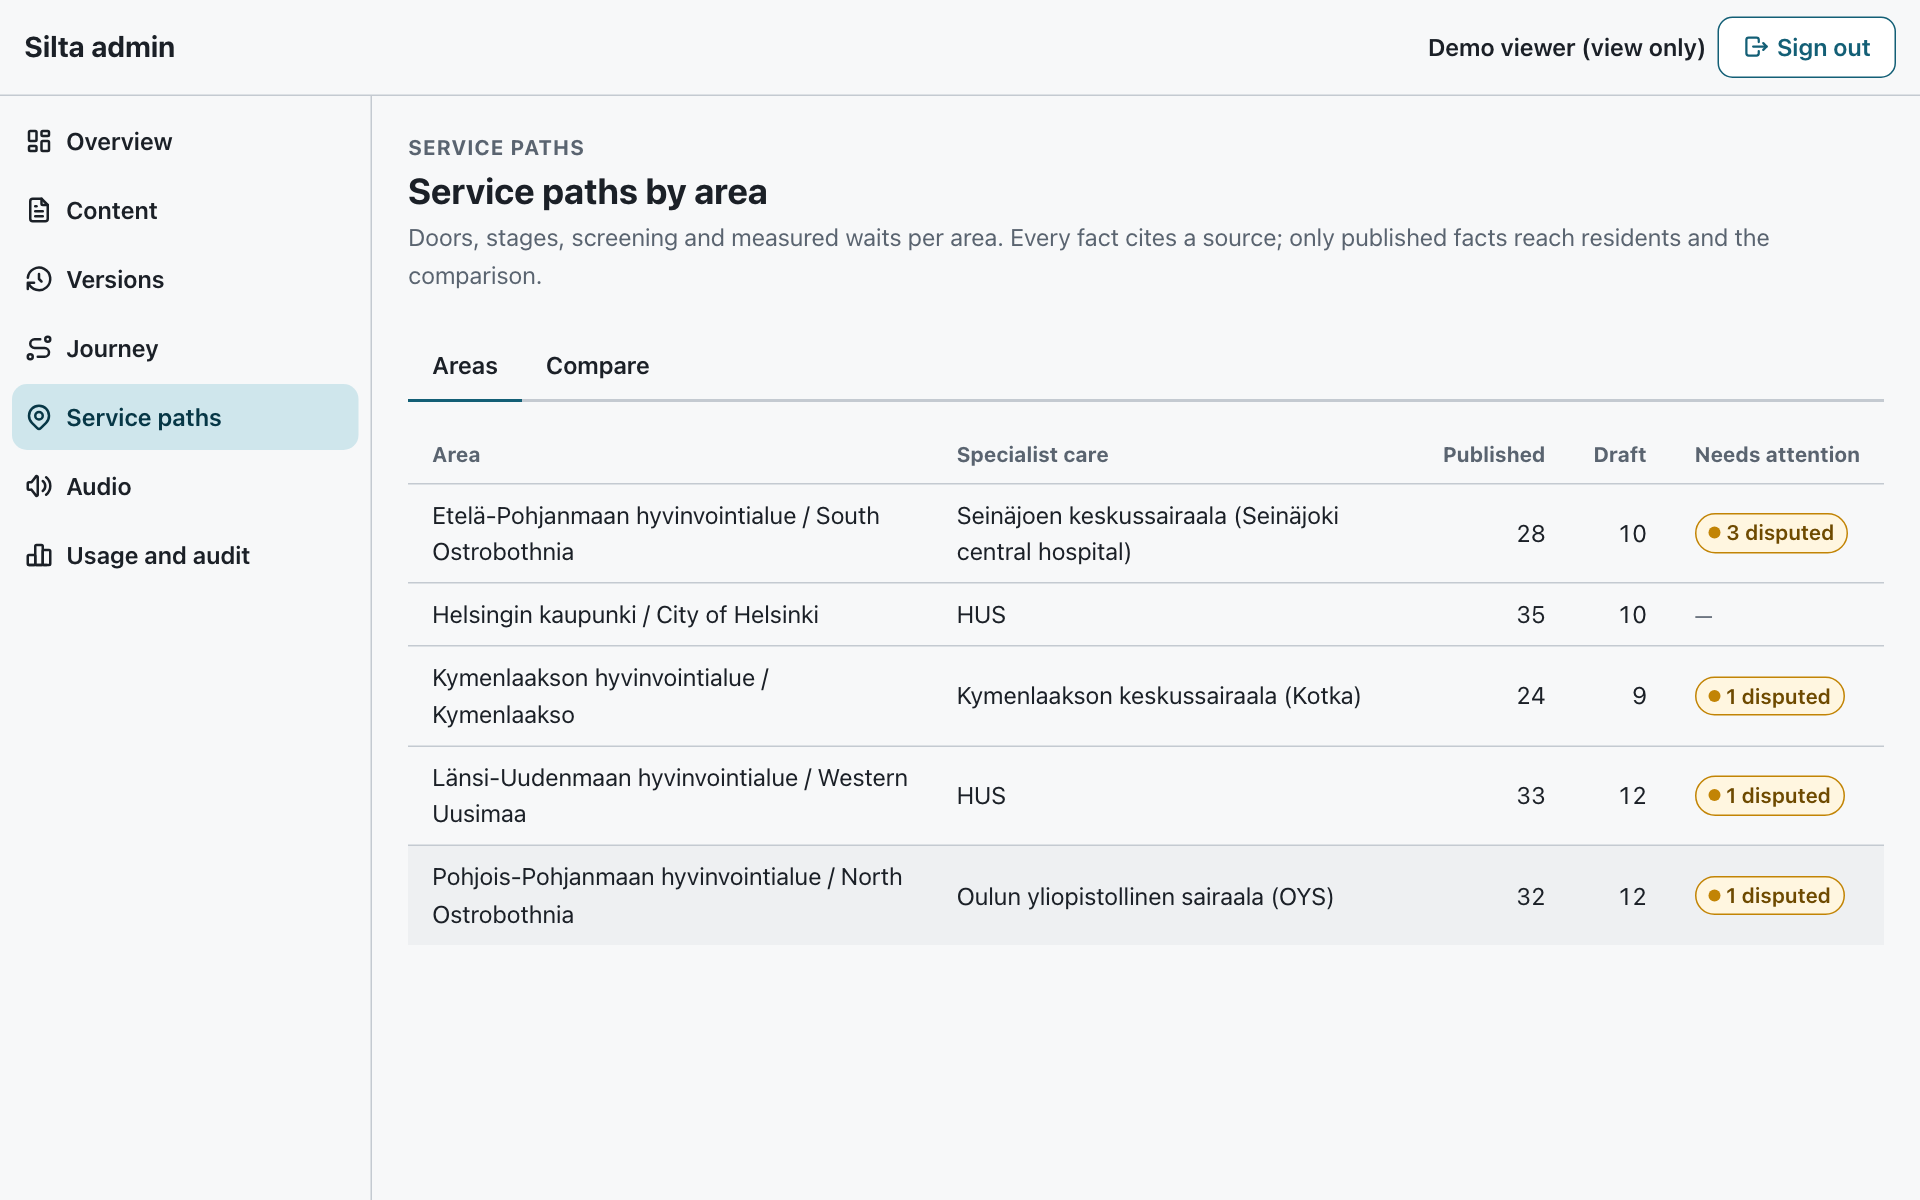 Silta admin
Demo viewer (view only)
Sign out
Overview
Content
Versions
Journey
Service paths
Audio
Usage and audit
SERVICE PATHS
Service paths by area
Doors, stages, screening and measured waits per area. Every fact cites a source; only published facts reach residents and the
comparison.
Areas Compare
Area Specialist care Published Draft Needs attention
Etelä-Pohjanmaan hyvinvointialue / South
Ostrobothnia
Seinäjoen keskussairaala (Seinäjoki
central hospital)
28 10 3 disputed
Helsingin kaupunki / City of Helsinki HUS 35 10 —
Kymenlaakson hyvinvointialue /
Kymenlaakso
Kymenlaakson keskussairaala (Kotka) 24 9 1 disputed
Länsi-Uudenmaan hyvinvointialue / Western
Uusimaa
HUS 33 12 1 disputed
Pohjois-Pohjanmaan hyvinvointialue / North
Ostrobothnia
Oulun yliopistollinen sairaala (OYS) 32 12 1 disputed